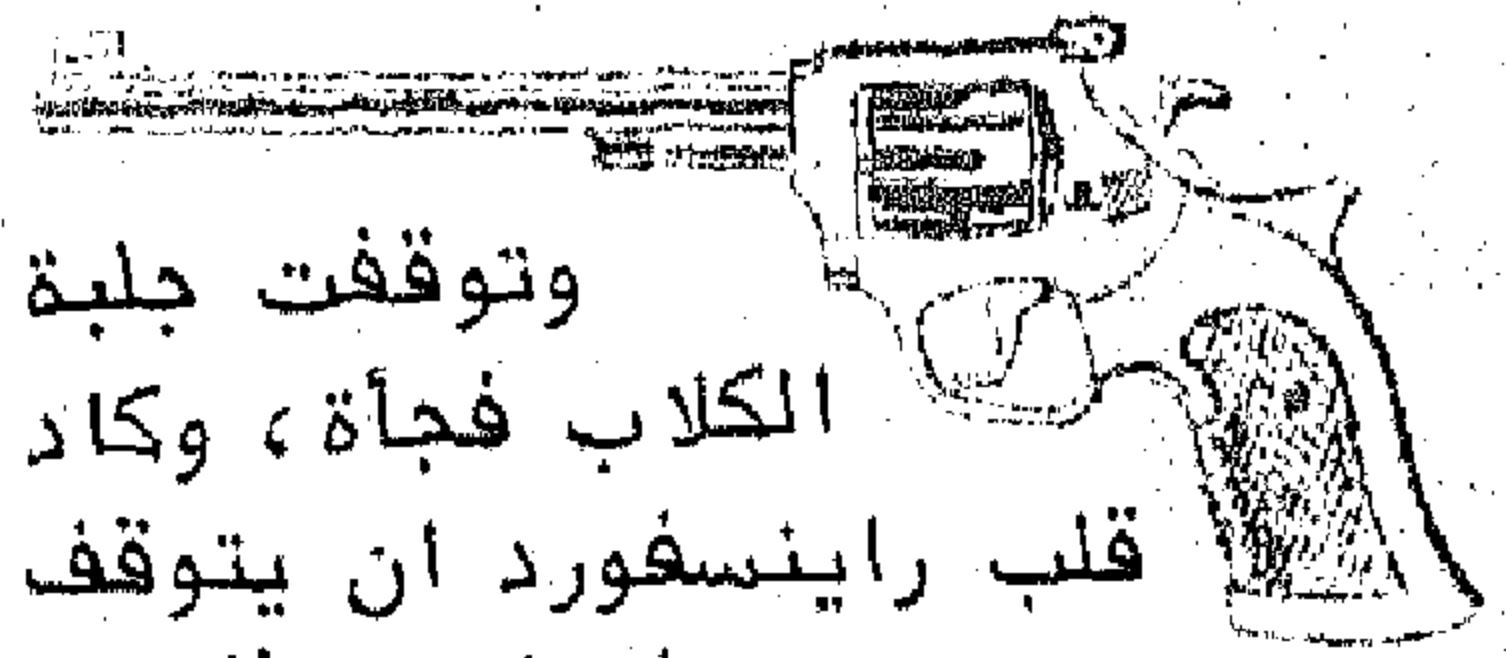 وتوقفت جلبة
الكلاب فجأة، وكاد
قلب راينسفورد ان يتوقف